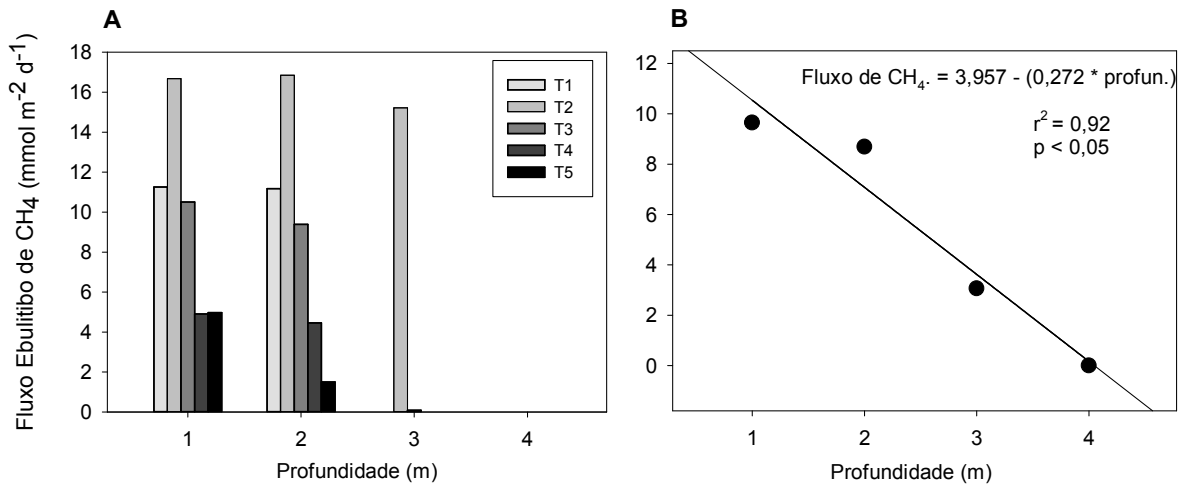 A
Fluxo Ebulitibo de CH4 (mmol m-2 d-1)
18
16
14
12
10
8
6
4
2
0
T1
T2
T3
T4
T5
1 2 3 4
Profundidade (m)
B
12
10
8
6
4
2
0
Fluxo de CH4. = 3,957 - (0,272 * profun.)
r2 = 0,92
p < 0,05
1 2 3 4
Profundidade (m)